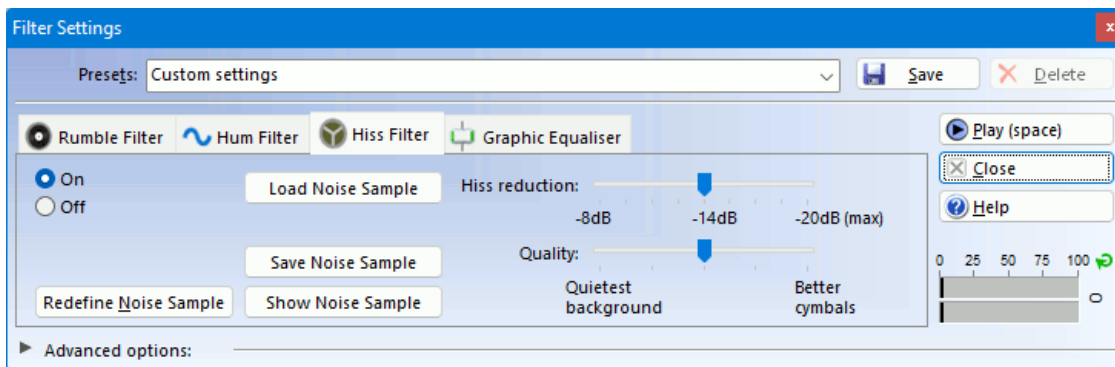 Filter Settings
x
Presets: Custom settings
Save
Delete
Rumble Filter
Hum Filter
Hiss Filter
Graphic Equaliser
Play (space)
Close
Help
On
Off
Load Noise Sample
Save Noise Sample
Redefine Noise Sample
Show Noise Sample
Hiss reduction:
-8dB
-14dB
-20dB (max)
Quality:
Quietest
background
Better
cymbals
0 25 50 75 100
0
Advanced options: